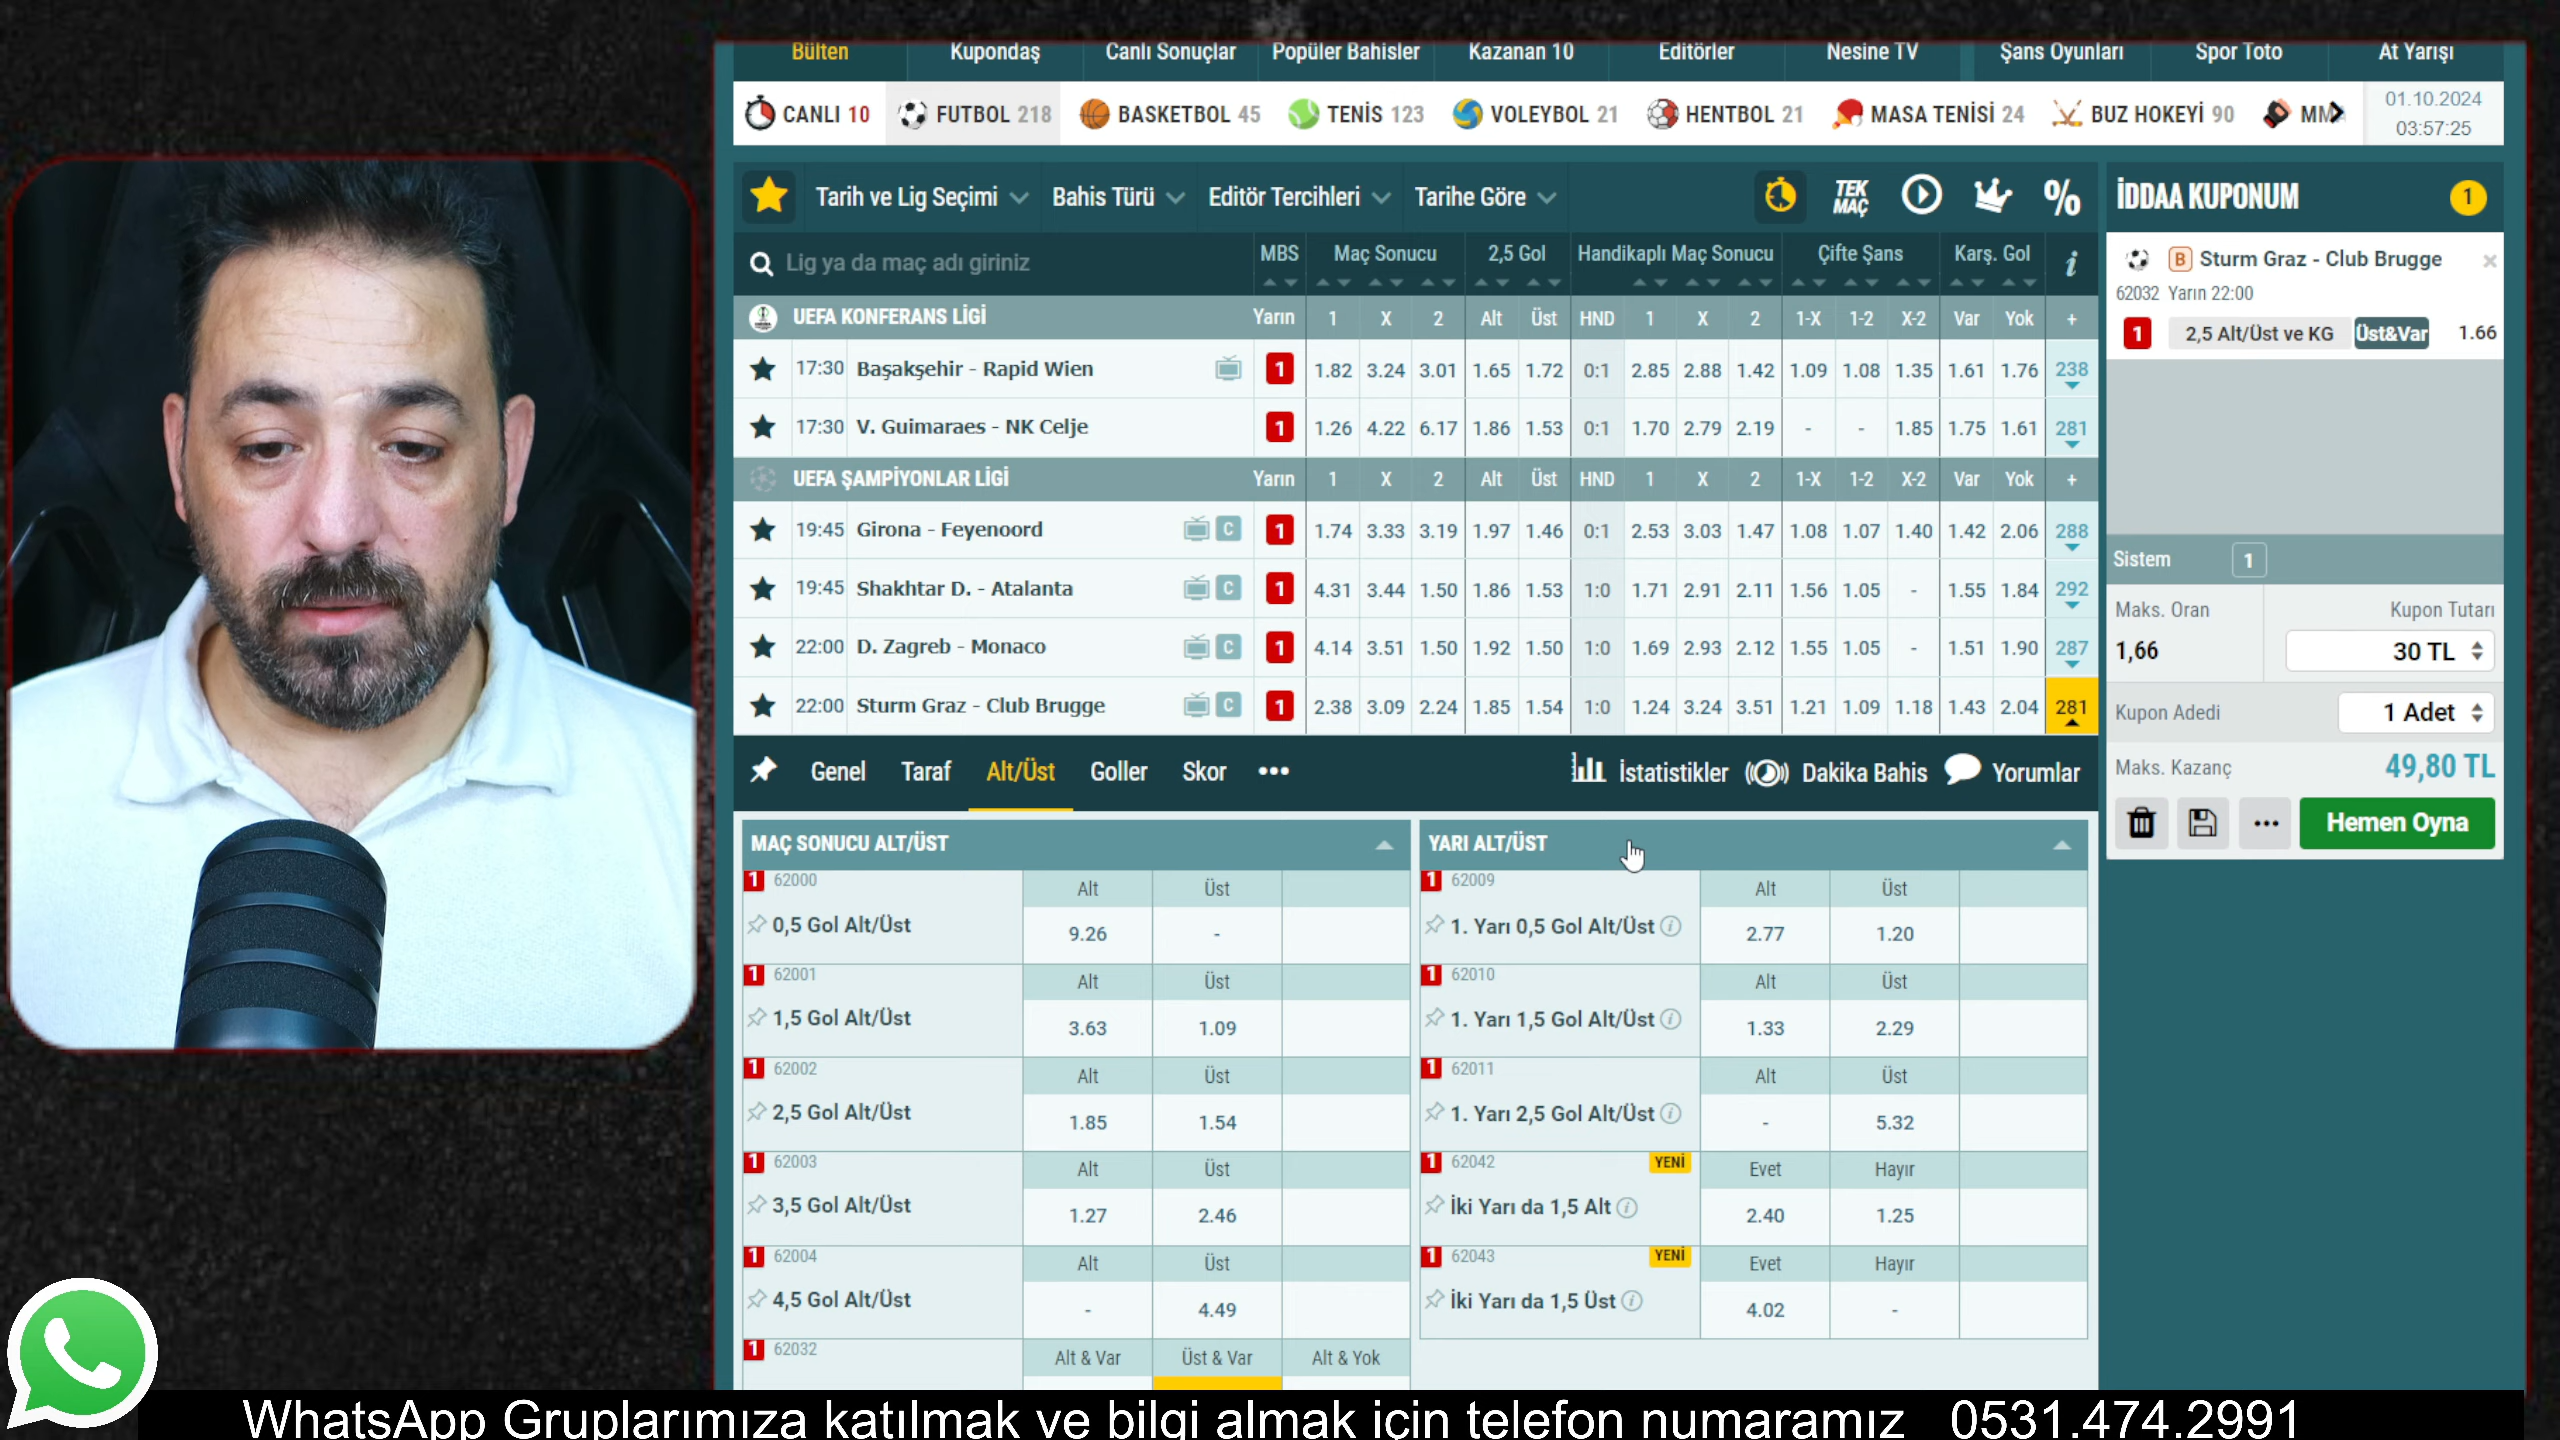 Bülten Kupondaş Canlı Sonuçlar Popüler Bahisler Kazanan 10 Editörler Nesine TV Şans Oyunları Spor Toto At Yarışı
CANLI 10 FUTBOL 218 BASKETBOL 45 TENİS 123 VOLEYBOL 21 HENTBOL 21 MASA TENİSİ 24 BUZ HOKEYİ 90 01.10.2024
03:57:25
Tarih ve Lig Seçimi Bahis Türü Editör Tercihleri Tarihe Göre TEK MAÇ %
Lig ya da maç adı giriniz MBS Maç Sonucu 2,5 Gol Handikaplı Maç Sonucu Çifte Şans Karş. Gol i
UEFA KONFERANS LİGİ Yarın 1 X 2 Alt Üst HND 1 X 2 1-X 1-2 X-2 Var Yok +
17:30 Başakşehir - Rapid Wien 1 1.82 3.24 3.01 1.65 1.72 0:1 2.85 2.88 1.42 1.09 1.08 1.35 1.61 1.76 238
17:30 V. Guimaraes - NK Celje 1 1.26 4.22 6.17 1.86 1.53 0:1 1.70 2.79 2.19 - - 1.85 1.75 1.61 281
UEFA ŞAMPİYONLAR LİGİ Yarın 1 X 2 Alt Üst HND 1 X 2 1-X 1-2 X-2 Var Yok +
19:45 Girona - Feyenoord C 1 1.74 3.33 3.19 1.97 1.46 0:1 2.53 3.03 1.47 1.08 1.07 1.40 1.42 2.06 288
19:45 Shakhtar D. - Atalanta C 1 4.31 3.44 1.50 1.86 1.53 1:0 1.71 2.91 2.11 1.56 1.05 - 1.55 1.84 292
22:00 D. Zagreb - Monaco C 1 4.14 3.51 1.50 1.92 1.50 1:0 1.69 2.93 2.12 1.55 1.05 - 1.51 1.90 287
22:00 Sturm Graz - Club Brugge C 1 2.38 3.09 2.24 1.85 1.54 1:0 1.24 3.24 3.51 1.21 1.09 1.18 1.43 2.04 281
Genel Taraf Alt/Üst Goller Skor ••• İstatistikler Dakika Bahis Yorumlar
MAÇ SONUCU ALT/ÜST
1 62000 Alt Üst
0,5 Gol Alt/Üst 9.26 -
1 62001 Alt Üst
1,5 Gol Alt/Üst 3.63 1.09
1 62002 Alt Üst
2,5 Gol Alt/Üst 1.85 1.54
1 62003 Alt Üst
3,5 Gol Alt/Üst 1.27 2.46
1 62004 Alt Üst
4,5 Gol Alt/Üst - 4.49
1 62032 Alt & Var Üst & Var Alt & Yok
YARI ALT/ÜST
1 62009 Alt Üst
1. Yarı 0,5 Gol Alt/Üst 2.77 1.20
1 62010 Alt Üst
1. Yarı 1,5 Gol Alt/Üst 1.33 2.29
1 62011 Alt Üst
1. Yarı 2,5 Gol Alt/Üst - 5.32
1 62042 YENİ Evet Hayır
İki Yarı da 1,5 Alt 2.40 1.25
1 62043 YENİ Evet Hayır
İki Yarı da 1,5 Üst 4.02 -
İDDAA KUPONUM 1
B Sturm Graz - Club Brugge
62032 Yarın 22:00
1 2,5 Alt/Üst ve KG Üst&Var 1.66
Sistem 1
Maks. Oran Kupon Tutarı
1,66 30 TL
Kupon Adedi 1 Adet
Maks. Kazanç 49,80 TL
••• Hemen Oyna
WhatsApp Gruplarımıza katılmak ve bilgi almak için telefon numaramız 0531.474.2991